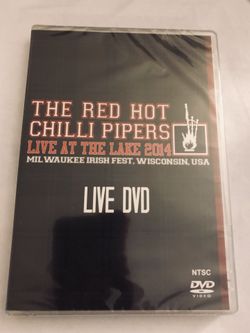 THE RED HOT
CHILLI PIPERS
LIVE AT THE LAKE 2014
MILWAUKEE IRISH FEST, WISCONSIN, USA
LIVE DVD
NTSC
DVD
VIDEO